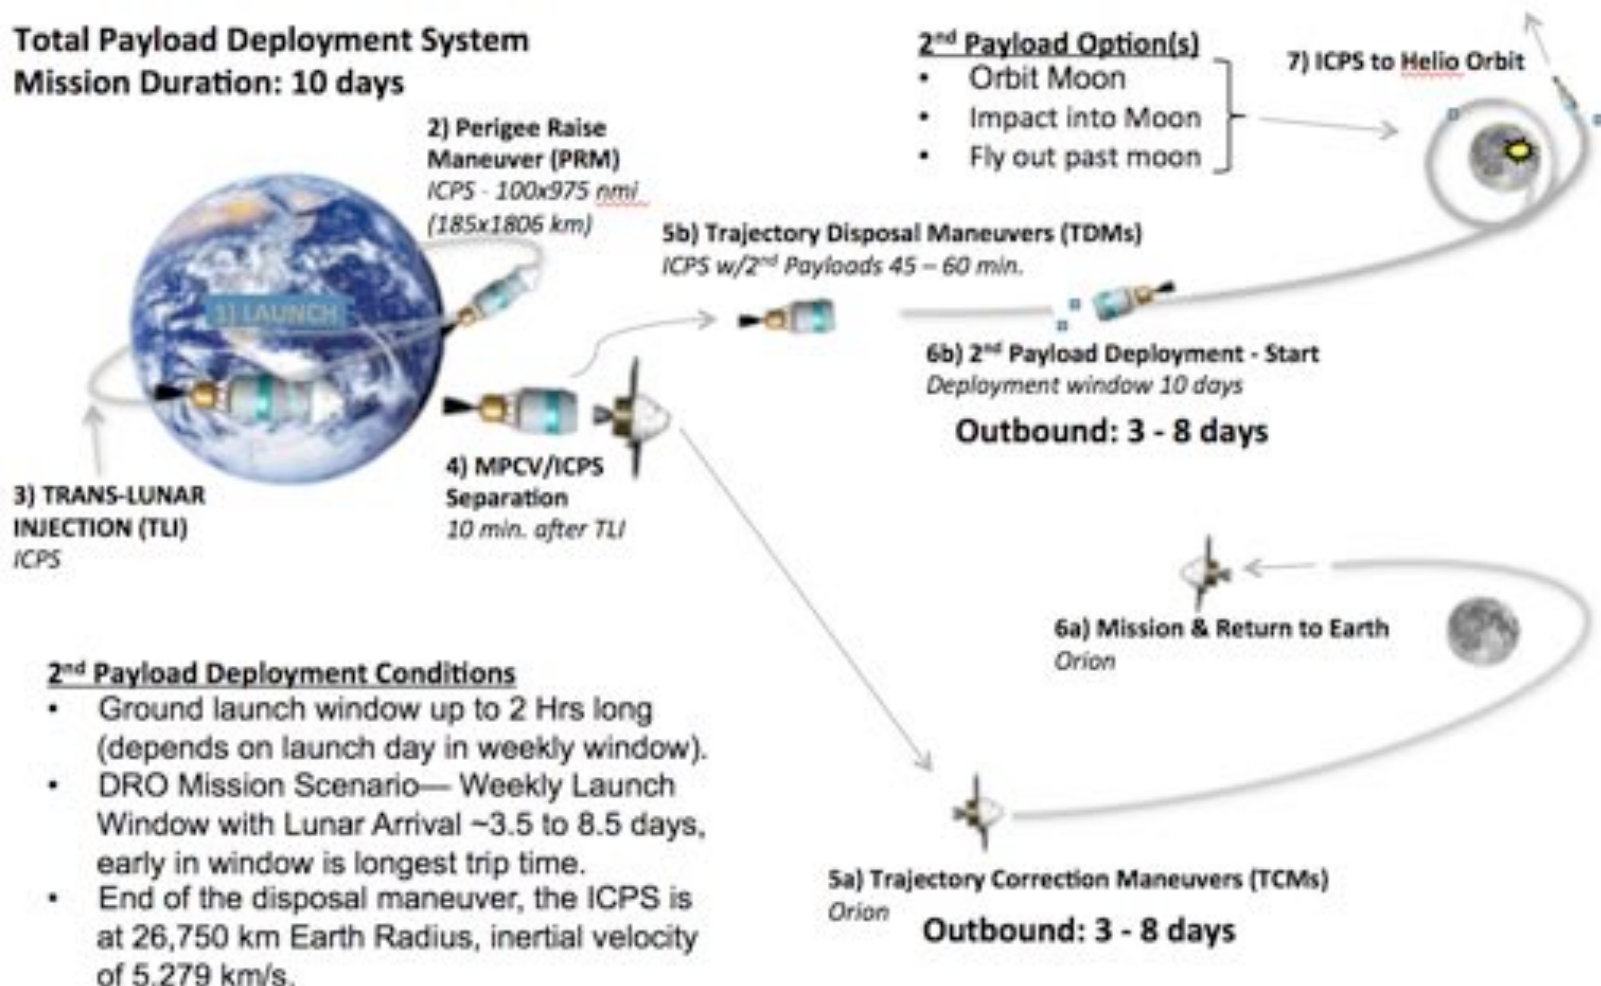 Total Payload Deployment System
Mission Duration: 10 days
2nd Payload Option(s)
• Orbit Moon
• Impact into Moon
• Fly out past moon
7) ICPS to Helio Orbit
2) Perigee Raise
Maneuver (PRM)
ICPS - 100x975 nmi
(185x1806 km)
5b) Trajectory Disposal Maneuvers (TDMs)
ICPS w/2nd Payloads 45 – 60 min.
1) LAUNCH
6b) 2nd Payload Deployment - Start
Deployment window 10 days
Outbound: 3 - 8 days
4) MPCV/ICPS
Separation
10 min. after TLI
3) TRANS-LUNAR
INJECTION (TLI)
ICPS
6a) Mission & Return to Earth
Orion
2nd Payload Deployment Conditions
• Ground launch window up to 2 Hrs long
(depends on launch day in weekly window).
• DRO Mission Scenario— Weekly Launch
Window with Lunar Arrival ~3.5 to 8.5 days,
early in window is longest trip time.
• End of the disposal maneuver, the ICPS is
at 26,750 km Earth Radius, inertial velocity
of 5.279 km/s.
5a) Trajectory Correction Maneuvers (TCMs)
Orion
Outbound: 3 - 8 days